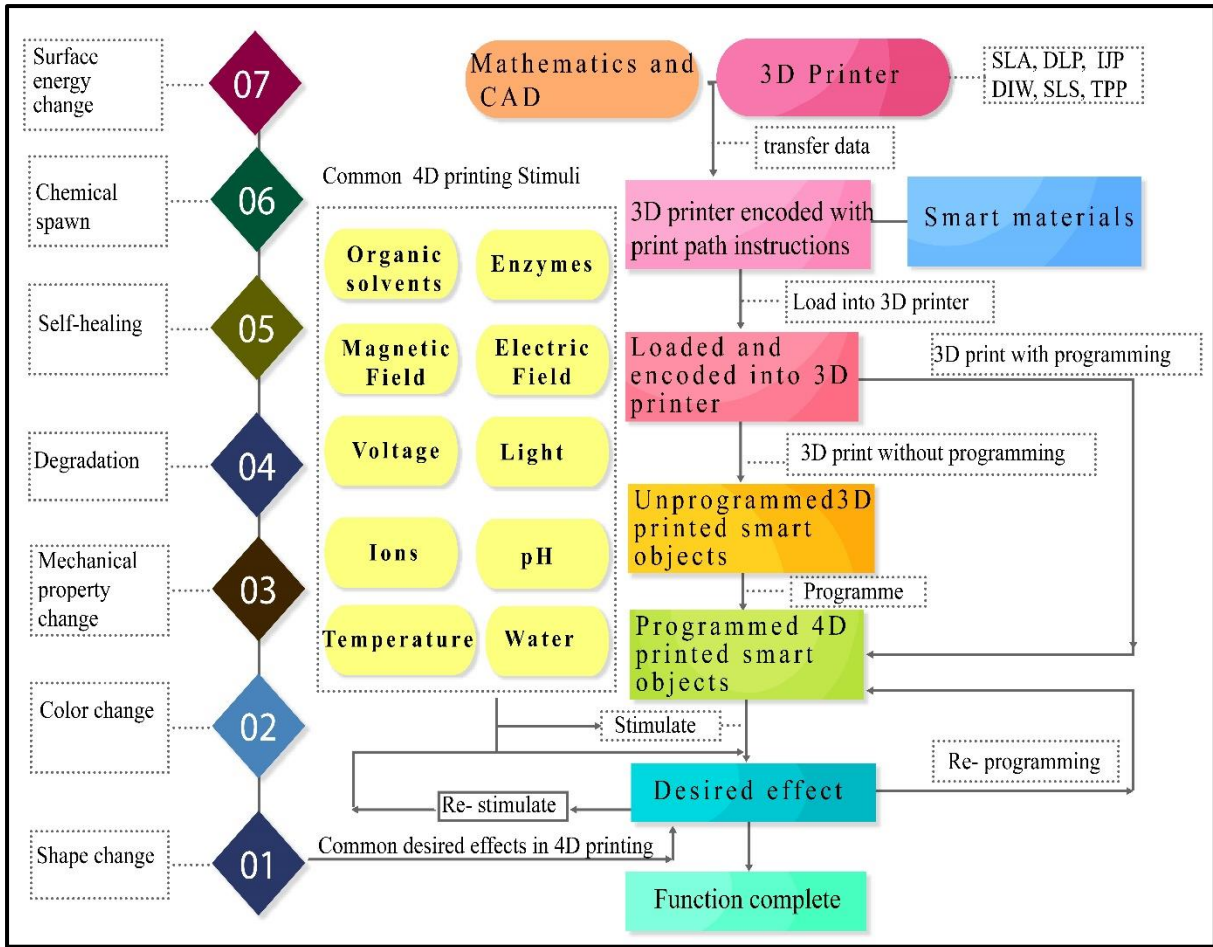 Surface
energy
change
07
Chemical
spawn
06
Self-healing
05
Degradation
04
Mechanical
property
change
03
Color change
02
Shape change
01
Common 4D printing Stimuli
Organic
solvents
Enzymes
Magnetic
Field
Electric
Field
Voltage
Light
Ions
pH
Temperature
Water
Mathematics and
CAD
3D Printer
SLA, DLP, IJP
DIW, SLS, TPP
transfer data
3D printer encoded with
print path instructions
Smart materials
Load into 3D printer
Loaded and
encoded into 3D
printer
3D print with programming
3D print without programming
Unprogrammed3D
printed smart
objects
Programme
Programmed 4D
printed smart
objects
Stimulate
Re- programming
Desired effect
Re- stimulate
Common desired effects in 4D printing
Function complete